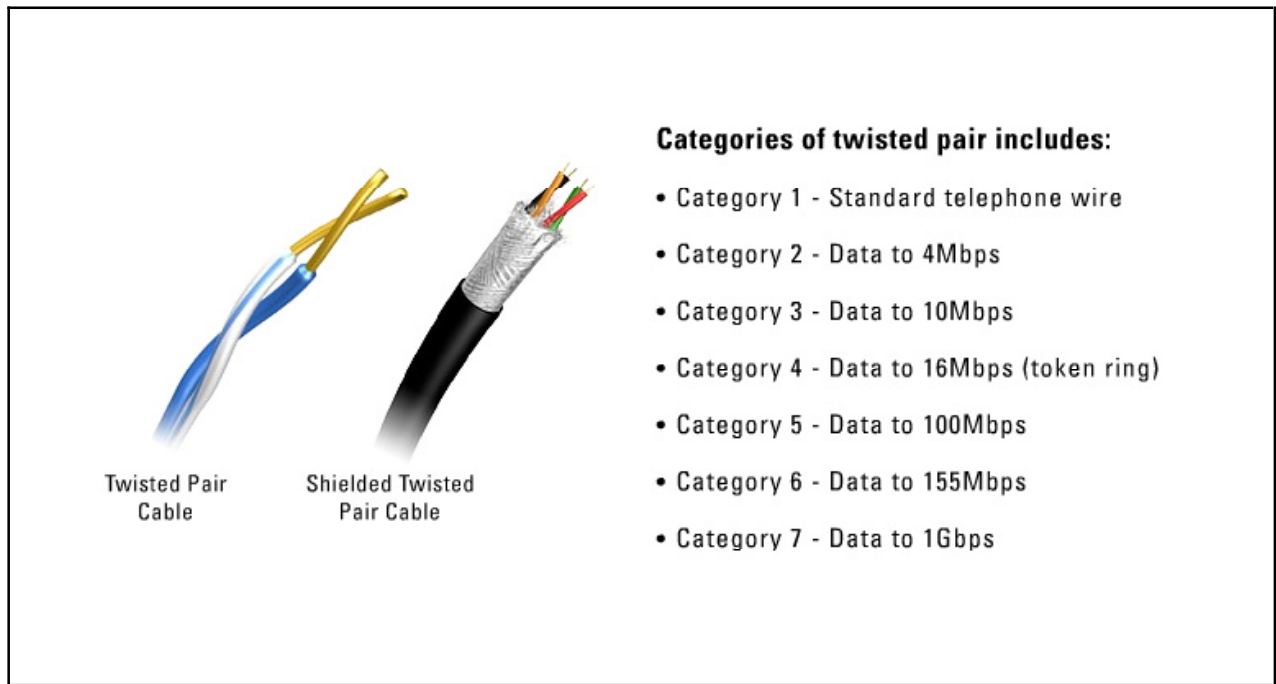 Categories of twisted pair includes:
• Category 1 - Standard telephone wire
• Category 2 - Data to 4Mbps
• Category 3 - Data to 10Mbps
• Category 4 - Data to 16Mbps (token ring)
• Category 5 - Data to 100Mbps
• Category 6 - Data to 155Mbps
• Category 7 - Data to 1Gbps
Twisted Pair
Cable
Shielded Twisted
Pair Cable